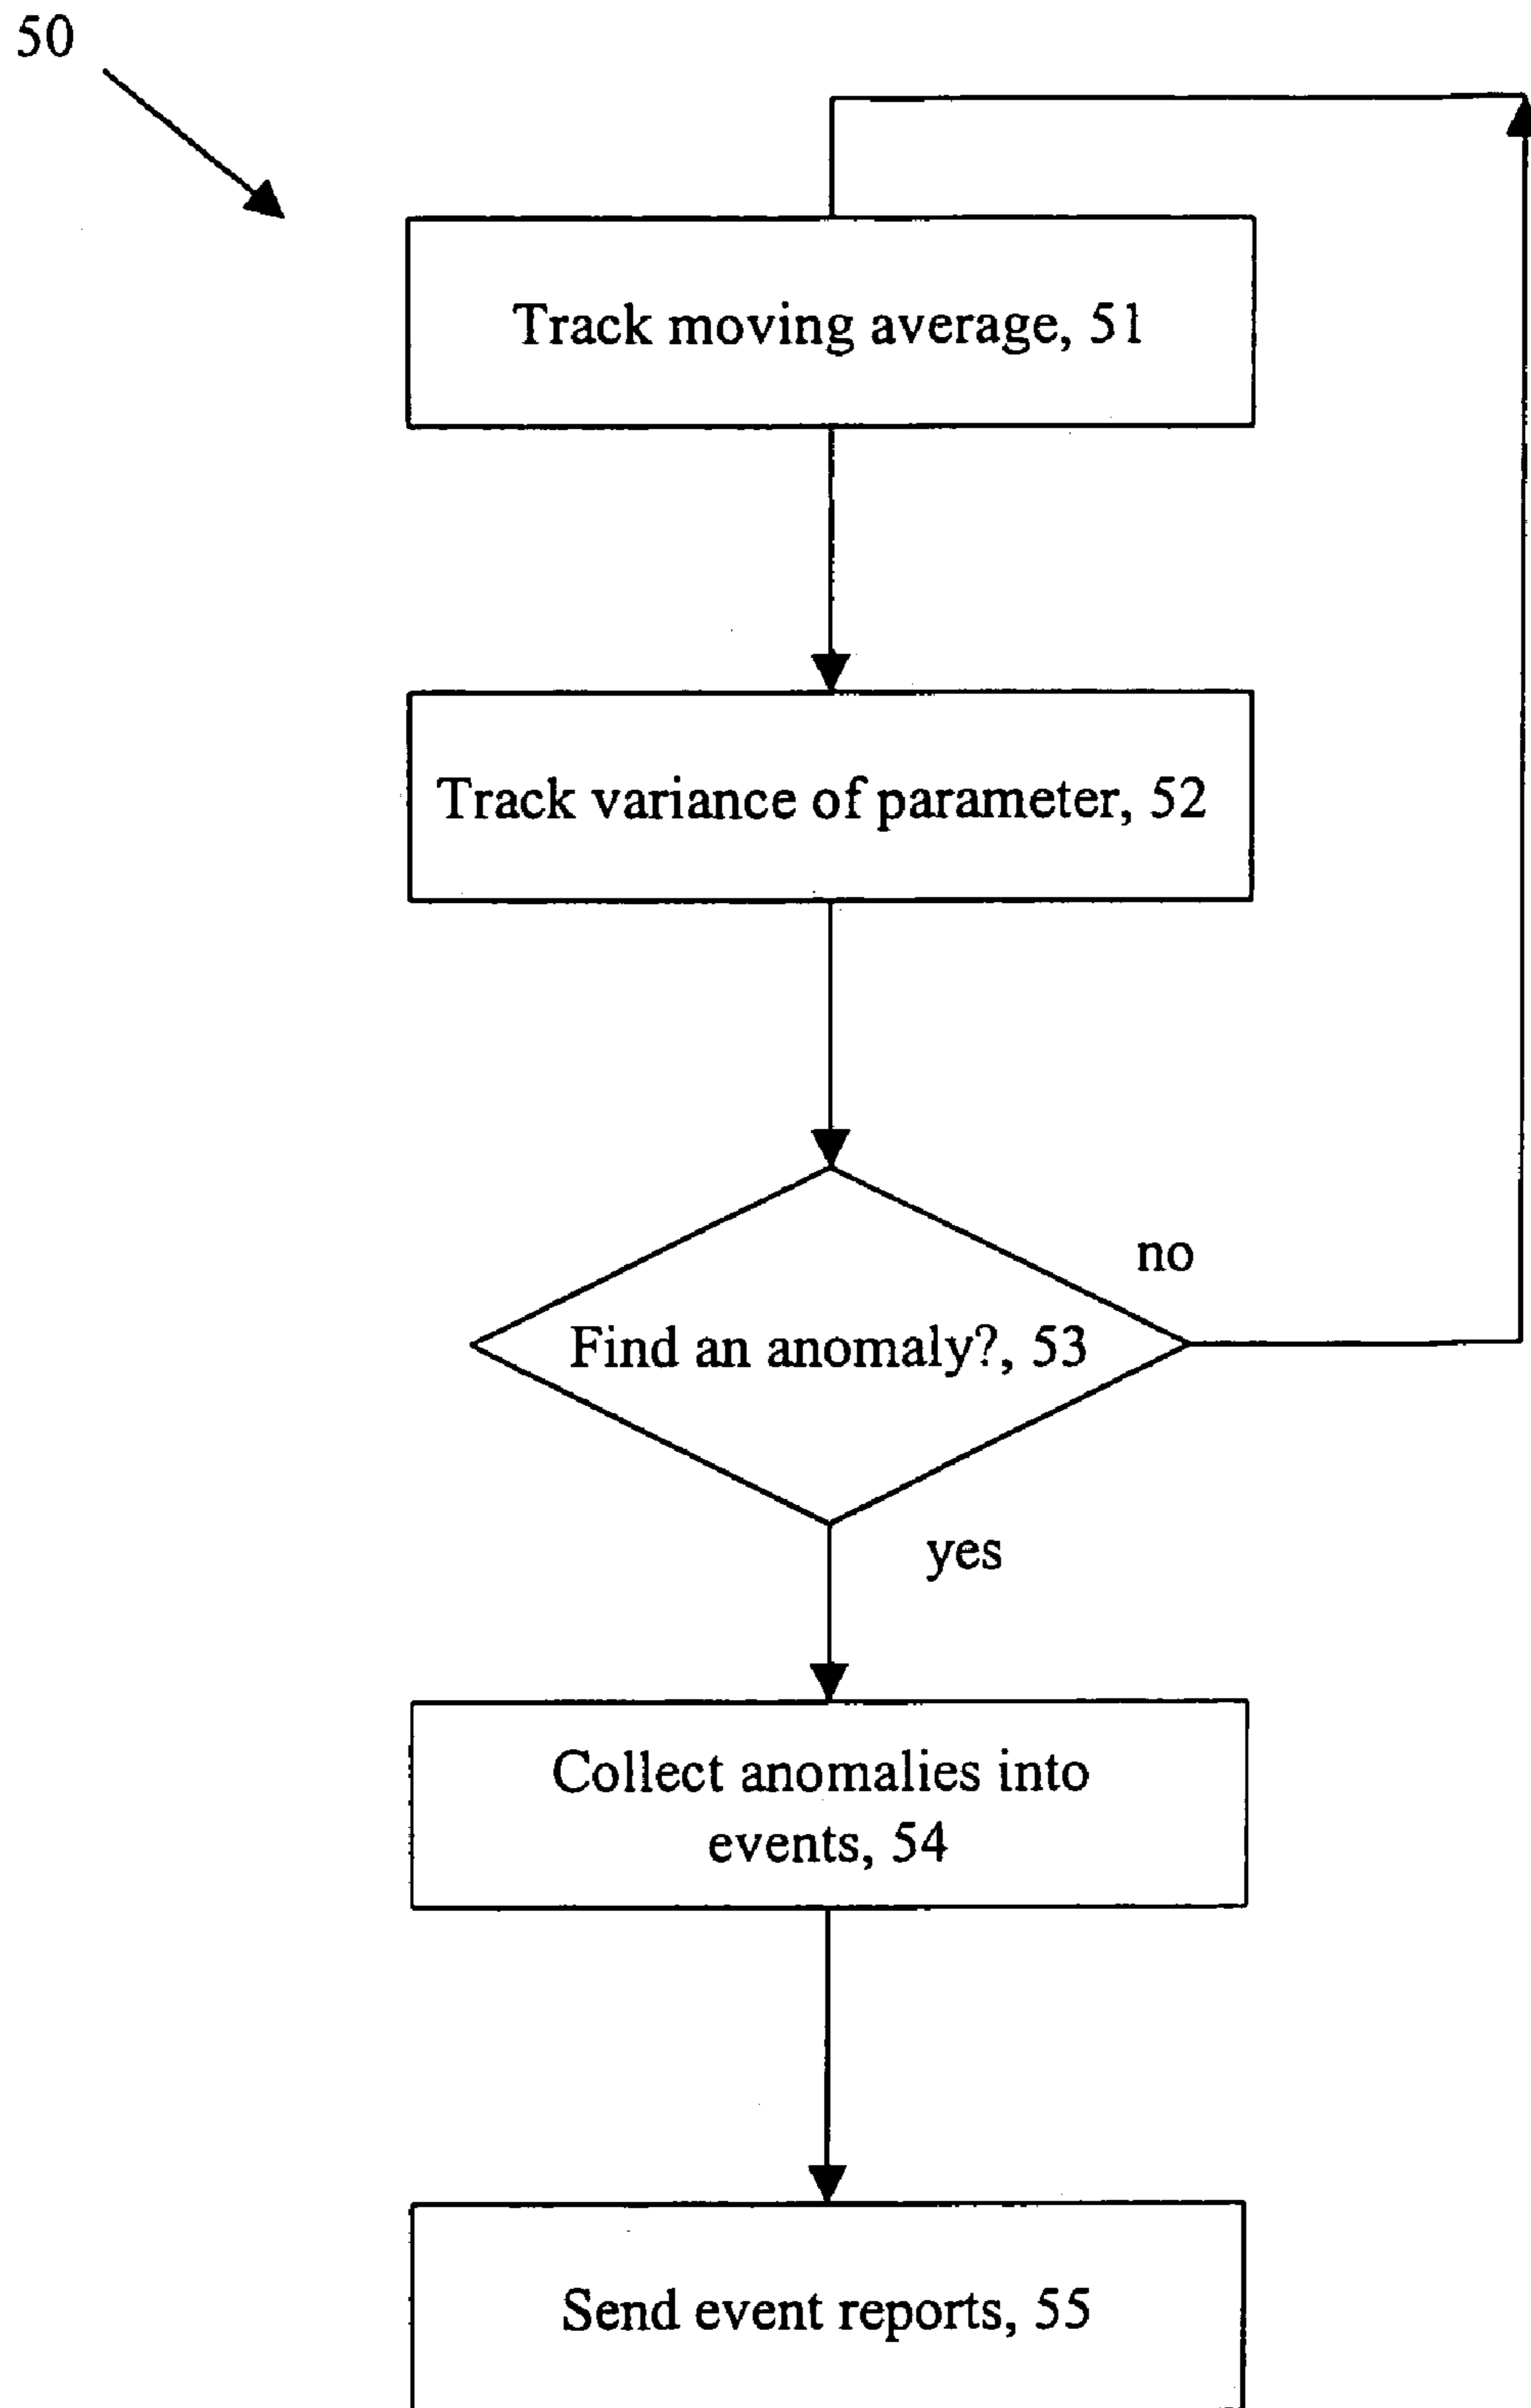 50
Track moving average, 51
Track variance of parameter, 52
no
Find an anomaly?, 53
yes
Collect anomalies into
events, 54
Send event reports, 55